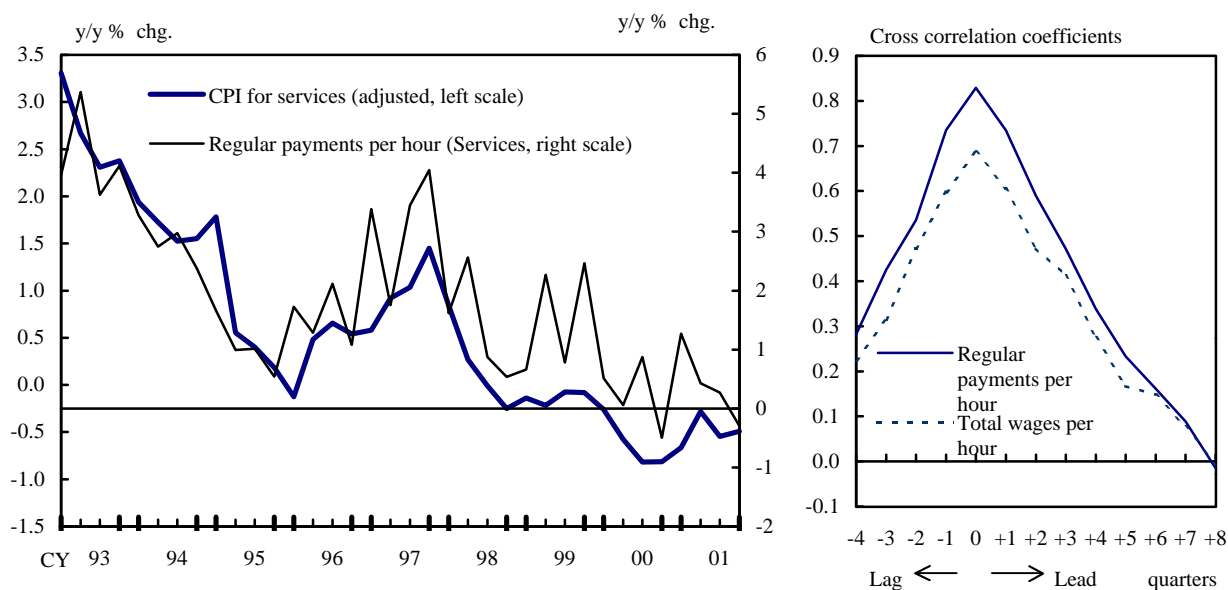 y/y % chg.
y/y % chg.
3.5
3.0
2.5
2.0
1.5
1.0
0.5
0.0
-0.5
-1.0
-1.5
6
5
4
3
2
1
0
-1
-2
CPI for services (adjusted, left scale)
Regular payments per hour (Services, right scale)
CY 93 94 95 96 97 98 99 00 01
Cross correlation coefficients
0.9
0.8
0.7
0.6
0.5
0.4
0.3
0.2
0.1
0.0
-0.1
Regular
payments per
hour
Total wages per
hour
-4 -3 -2 -1 0 +1 +2 +3 +4 +5 +6 +7 +8
Lag Lead quarters